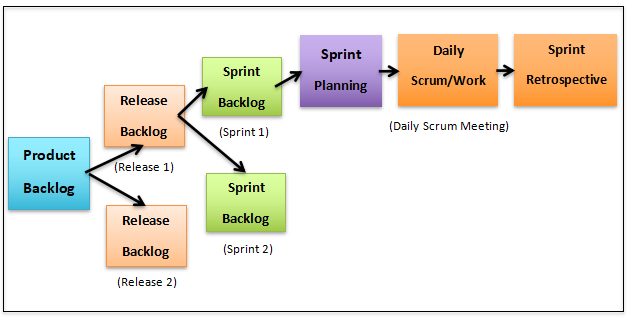 Product
Backlog
Release
Backlog
(Release 1)
Release
Backlog
(Release 2)
Sprint
Backlog
(Sprint 1)
Sprint
Backlog
(Sprint 2)
Sprint
Planning
Daily
Scrum/Work
(Daily Scrum Meeting)
Sprint
Retrospective